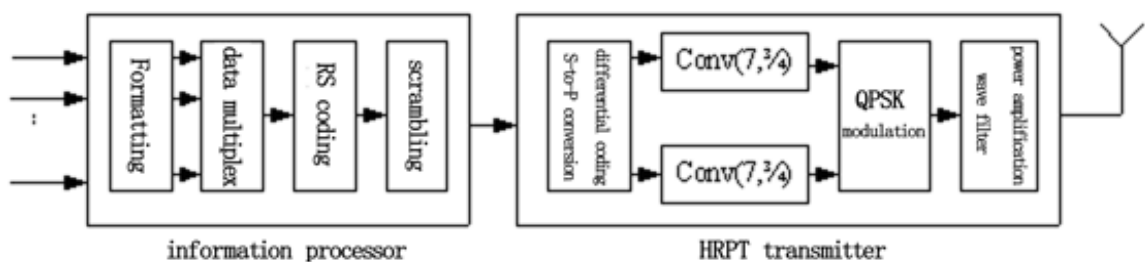 Formatting
data multiplex
RS coding
scrambling
differential coding
S-to-P conversion
Conv(7,¾)
Conv(7,¾)
QPSK
modulation
power amplification
wave filter
..
information processor
HRPT transmitter